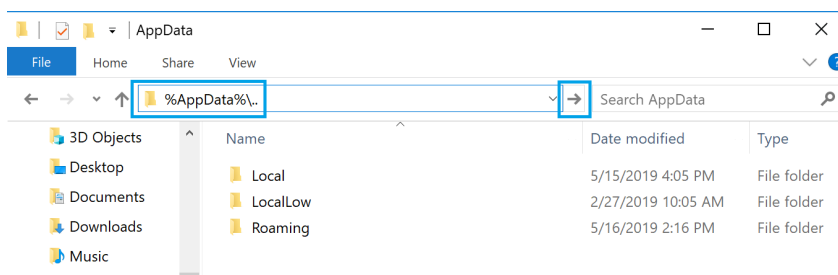 AppData
File Home Share View
%AppData%\.. Search AppData
3D Objects Name Date modified Type
Desktop Local 5/15/2019 4:05 PM File folder
Documents LocalLow 2/27/2019 10:05 AM File folder
Downloads Roaming 5/16/2019 2:16 PM File folder
Music